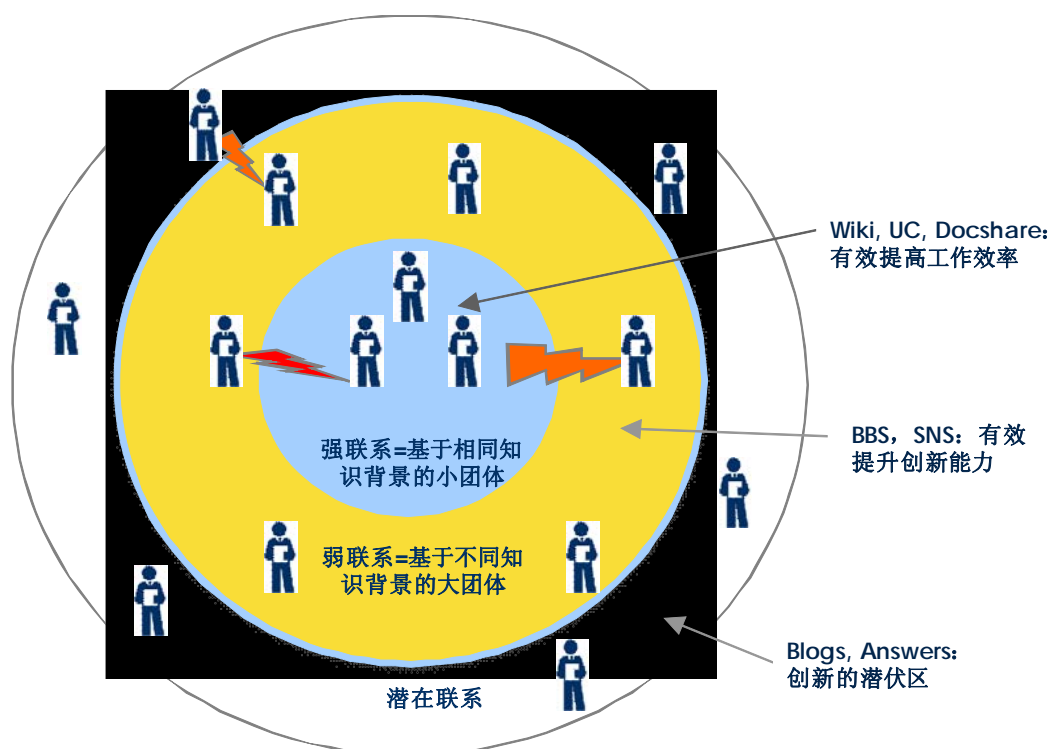 Wiki, UC, Docshare：
有效提高工作效率
BBS，SNS：有效
提升创新能力
强联系=基于相同知
识背景的小团体
弱联系=基于不同知
识背景的大团体
Blogs, Answers：
创新的潜伏区
潜在联系